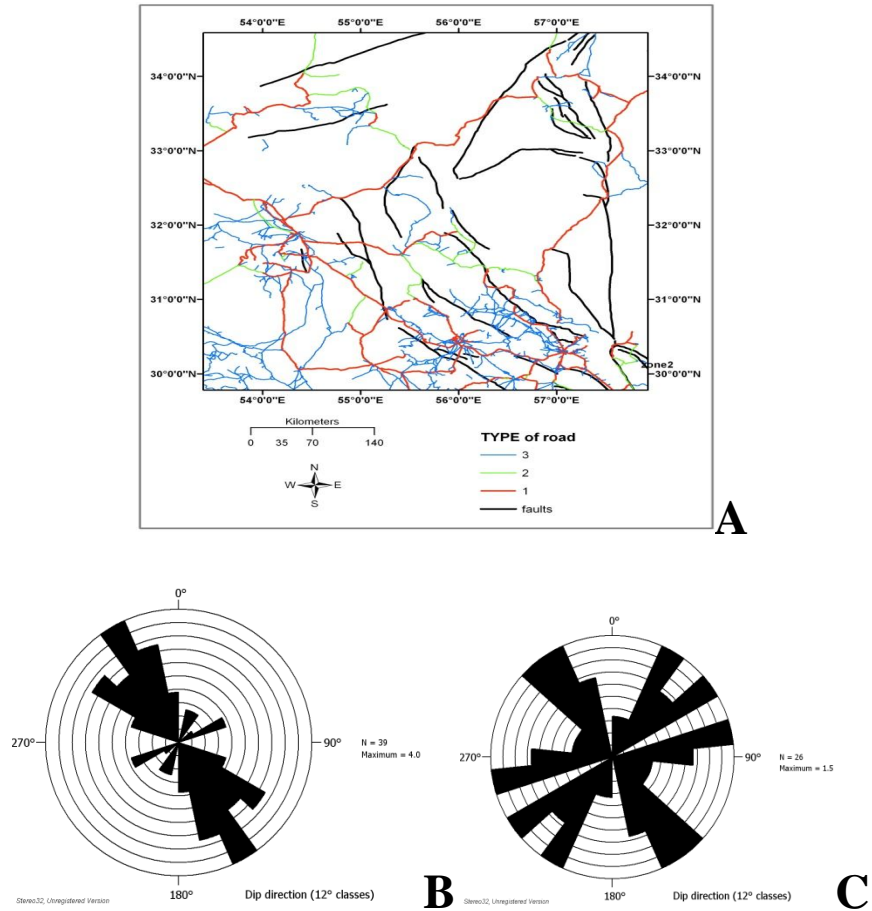 54°0'0"E 55°0'0"E 56°0'0"E 57°0'0"E
34°0'0"N 34°0'0"N
33°0'0"N 33°0'0"N
32°0'0"N 32°0'0"N
31°0'0"N 31°0'0"N
zone2
30°0'0"N 30°0'0"N
54°0'0"E 55°0'0"E 56°0'0"E 57°0'0"E
Kilometers
0 35 70 140
N
W E
S
TYPE of road
3
2
1
faults
A
0°
270° 90°
N = 39
Maximum = 4.0
180°
Dip direction (12° classes)
Stereo32, Unregistered Version
B
0°
270° 90°
N = 26
Maximum = 1.5
180°
Dip direction (12° classes)
Stereo32, Unregistered Version
C